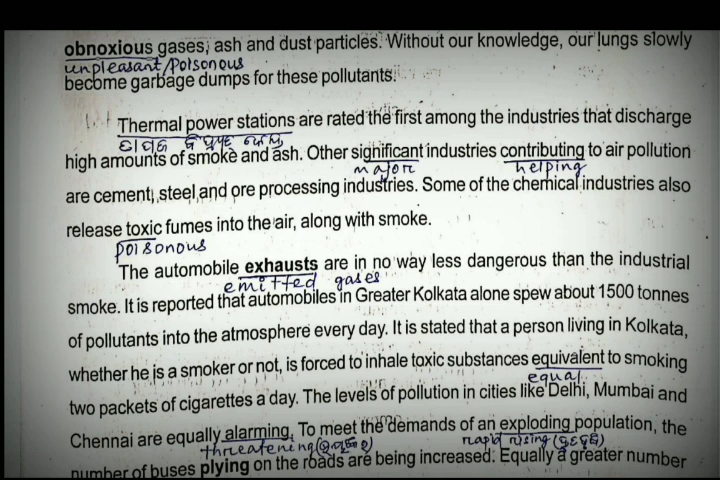 obnoxious gases, ash and dust particles. Without our knowledge, our lungs slowly
unpleasant/poisonous
become garbage dumps for these pollutants.
Thermal power stations are rated the first among the industries that discharge
high amounts of smoke and ash. Other significant industries contributing to air pollution
major helping
are cement, steel and ore processing industries. Some of the chemical industries also
release toxic fumes into the air, along with smoke.
poisonous
The automobile exhausts are in no way less dangerous than the industrial
emitted gases
smoke. It is reported that automobiles in Greater Kolkata alone spew about 1500 tonnes
of pollutants into the atmosphere every day. It is stated that a person living in Kolkata,
whether he is a smoker or not, is forced to inhale toxic substances equivalent to smoking
equal
two packets of cigarettes a day. The levels of pollution in cities like Delhi, Mumbai and
Chennai are equally alarming. To meet the demands of an exploding population, the
threatening rapid rising
number of buses plying on the roads are being increased. Equally a greater number